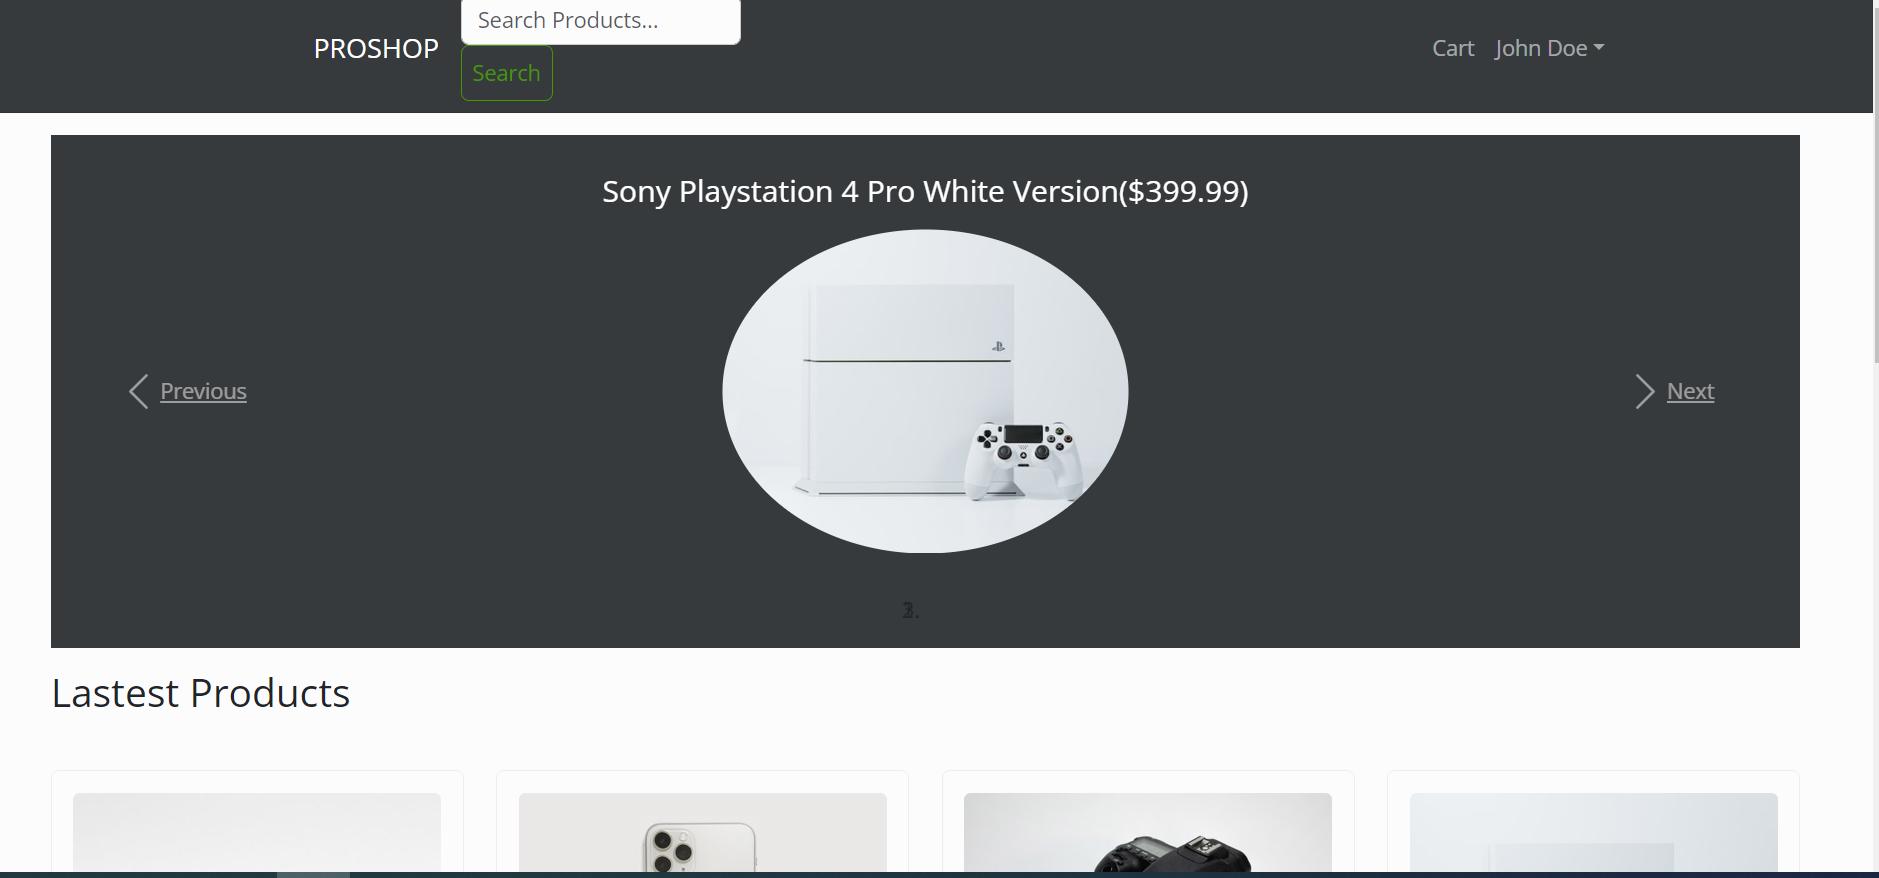 Search Products...
PROSHOP
Search
Cart
John Doe
Sony Playstation 4 Pro White Version($399.99)
Previous
Next
Lastest Products